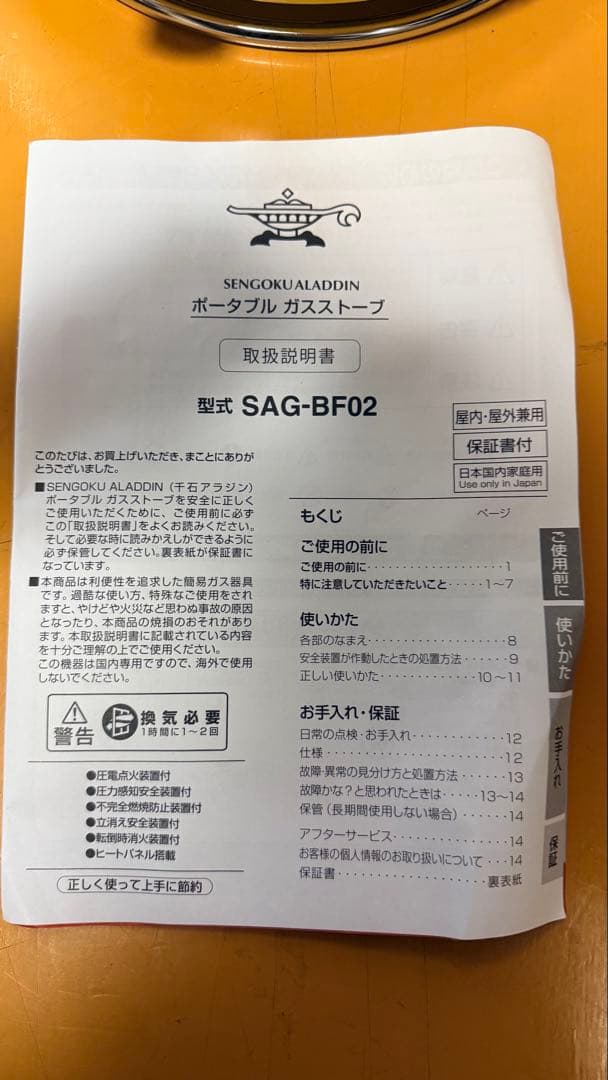 SENGOKU ALADDIN
ポータブル ガスストーブ
取扱説明書
型式 SAG-BF02
屋内・屋外兼用
保証書付
日本国内家庭用
Use only in Japan
このたびは、お買上げいただき、まことにありが
とうございました。
■SENGOKU ALADDIN（千石アラジン）
ポータブル ガスストーブを安全に正しく
ご使用いただくために、ご使用前に必ず
この「取扱説明書」をよくお読みください。
そして必要な時に読みかえしができるように
必ず保管してください。裏表紙が保証書に
なっています。
■本商品は利便性を追求した簡易ガス器具
です。過酷な使い方、特殊なご使用をされ
ますと、やけどや火災など思わぬ事故の原因
となったり、本商品の焼損のおそれがありま
す。本取扱説明書に記載されている内容
を十分ご理解の上でご使用ください。
この機器は国内専用ですので、海外で使用
しないでください。
警告
換気必要
1時間に1～2回
●圧電点火装置付
●圧力感知安全装置付
●不完全燃焼防止装置付
●立消え安全装置付
●転倒時消火装置付
●ヒートパネル搭載
正しく使って上手に節約
もくじ ページ
ご使用の前に
ご使用の前に・・・・・・・・・・・・・・・・・・1
特に注意していただきたいこと・・・・・1～7
使いかた
各部のなまえ・・・・・・・・・・・・・・・・・・8
安全装置が作動したときの処置方法・・・・・・9
正しい使いかた・・・・・・・・・・・・・10～11
お手入れ・保証
日常の点検・お手入れ・・・・・・・・・・・・12
仕様・・・・・・・・・・・・・・・・・・・・・・12
故障・異常の見分け方と処置方法・・・・・・13
故障かな？と思われたときは・・・・・13～14
保管（長期間使用しない場合）・・・・・・・14
アフターサービス・・・・・・・・・・・・・・14
お客様の個人情報のお取り扱いについて・・・14
保証書・・・・・・・・・・・・・・・・・・裏表紙
ご使用前に
使いかた
お手入れ
保証